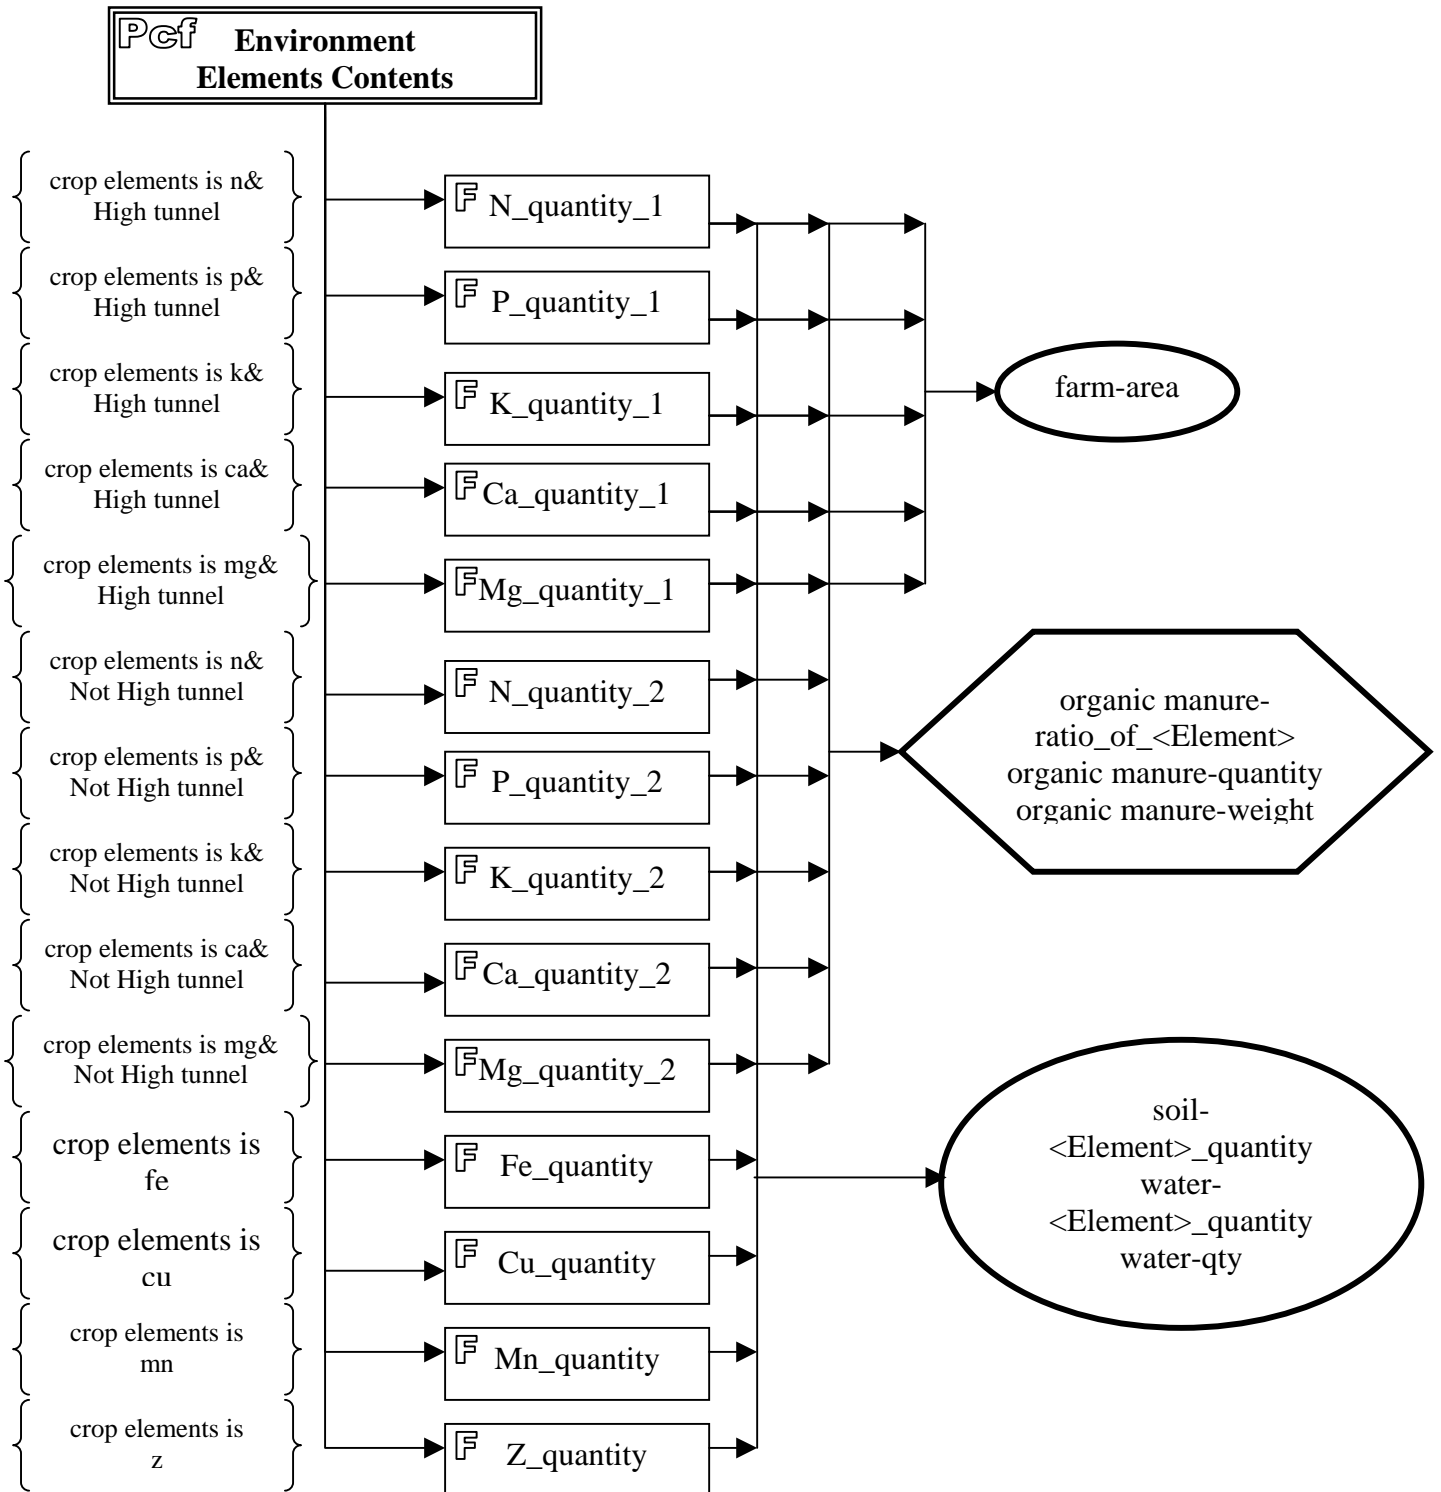 Pcf Environment
Elements Contents
crop elements is n&
High tunnel
F N_quantity_1
crop elements is p&
High tunnel
F P_quantity_1
crop elements is k&
High tunnel
F K_quantity_1
farm-area
crop elements is ca&
High tunnel
F Ca_quantity_1
crop elements is mg&
High tunnel
F Mg_quantity_1
crop elements is n&
Not High tunnel
F N_quantity_2
organic manure-
ratio_of_<Element>
organic manure-quantity
organic manure-weight
crop elements is p&
Not High tunnel
F P_quantity_2
crop elements is k&
Not High tunnel
F K_quantity_2
crop elements is ca&
Not High tunnel
F Ca_quantity_2
crop elements is mg&
Not High tunnel
F Mg_quantity_2
crop elements is
fe
F Fe_quantity
soil-
<Element>_quantity
water-
<Element>_quantity
water-qty
crop elements is
cu
F Cu_quantity
crop elements is
mn
F Mn_quantity
crop elements is
z
F Z_quantity